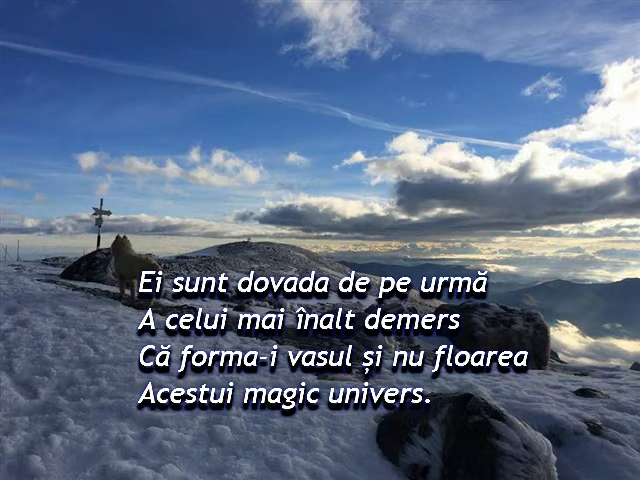 Ei sunt dovada de pe urmă
A celui mai înalt demers
Că forma-i vasul și nu floarea
Acestui magic univers.